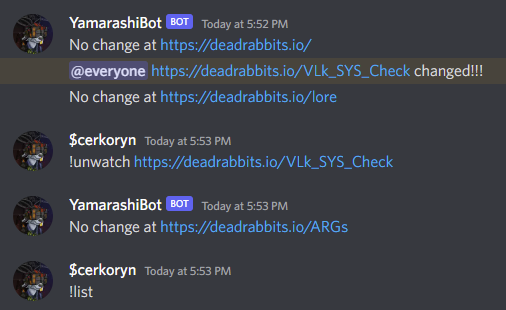 YamarashiBot BOT Today at 5:52 PM
No change at https://deadrabbits.io/
@everyone https://deadrabbits.io/VLk_SYS_Check changed!!!
No change at https://deadrabbits.io/lore
$cerkoryn Today at 5:53 PM
!unwatch https://deadrabbits.io/VLk_SYS_Check
YamarashiBot BOT Today at 5:53 PM
No change at https://deadrabbits.io/ARGs
$cerkoryn Today at 5:53 PM
!list